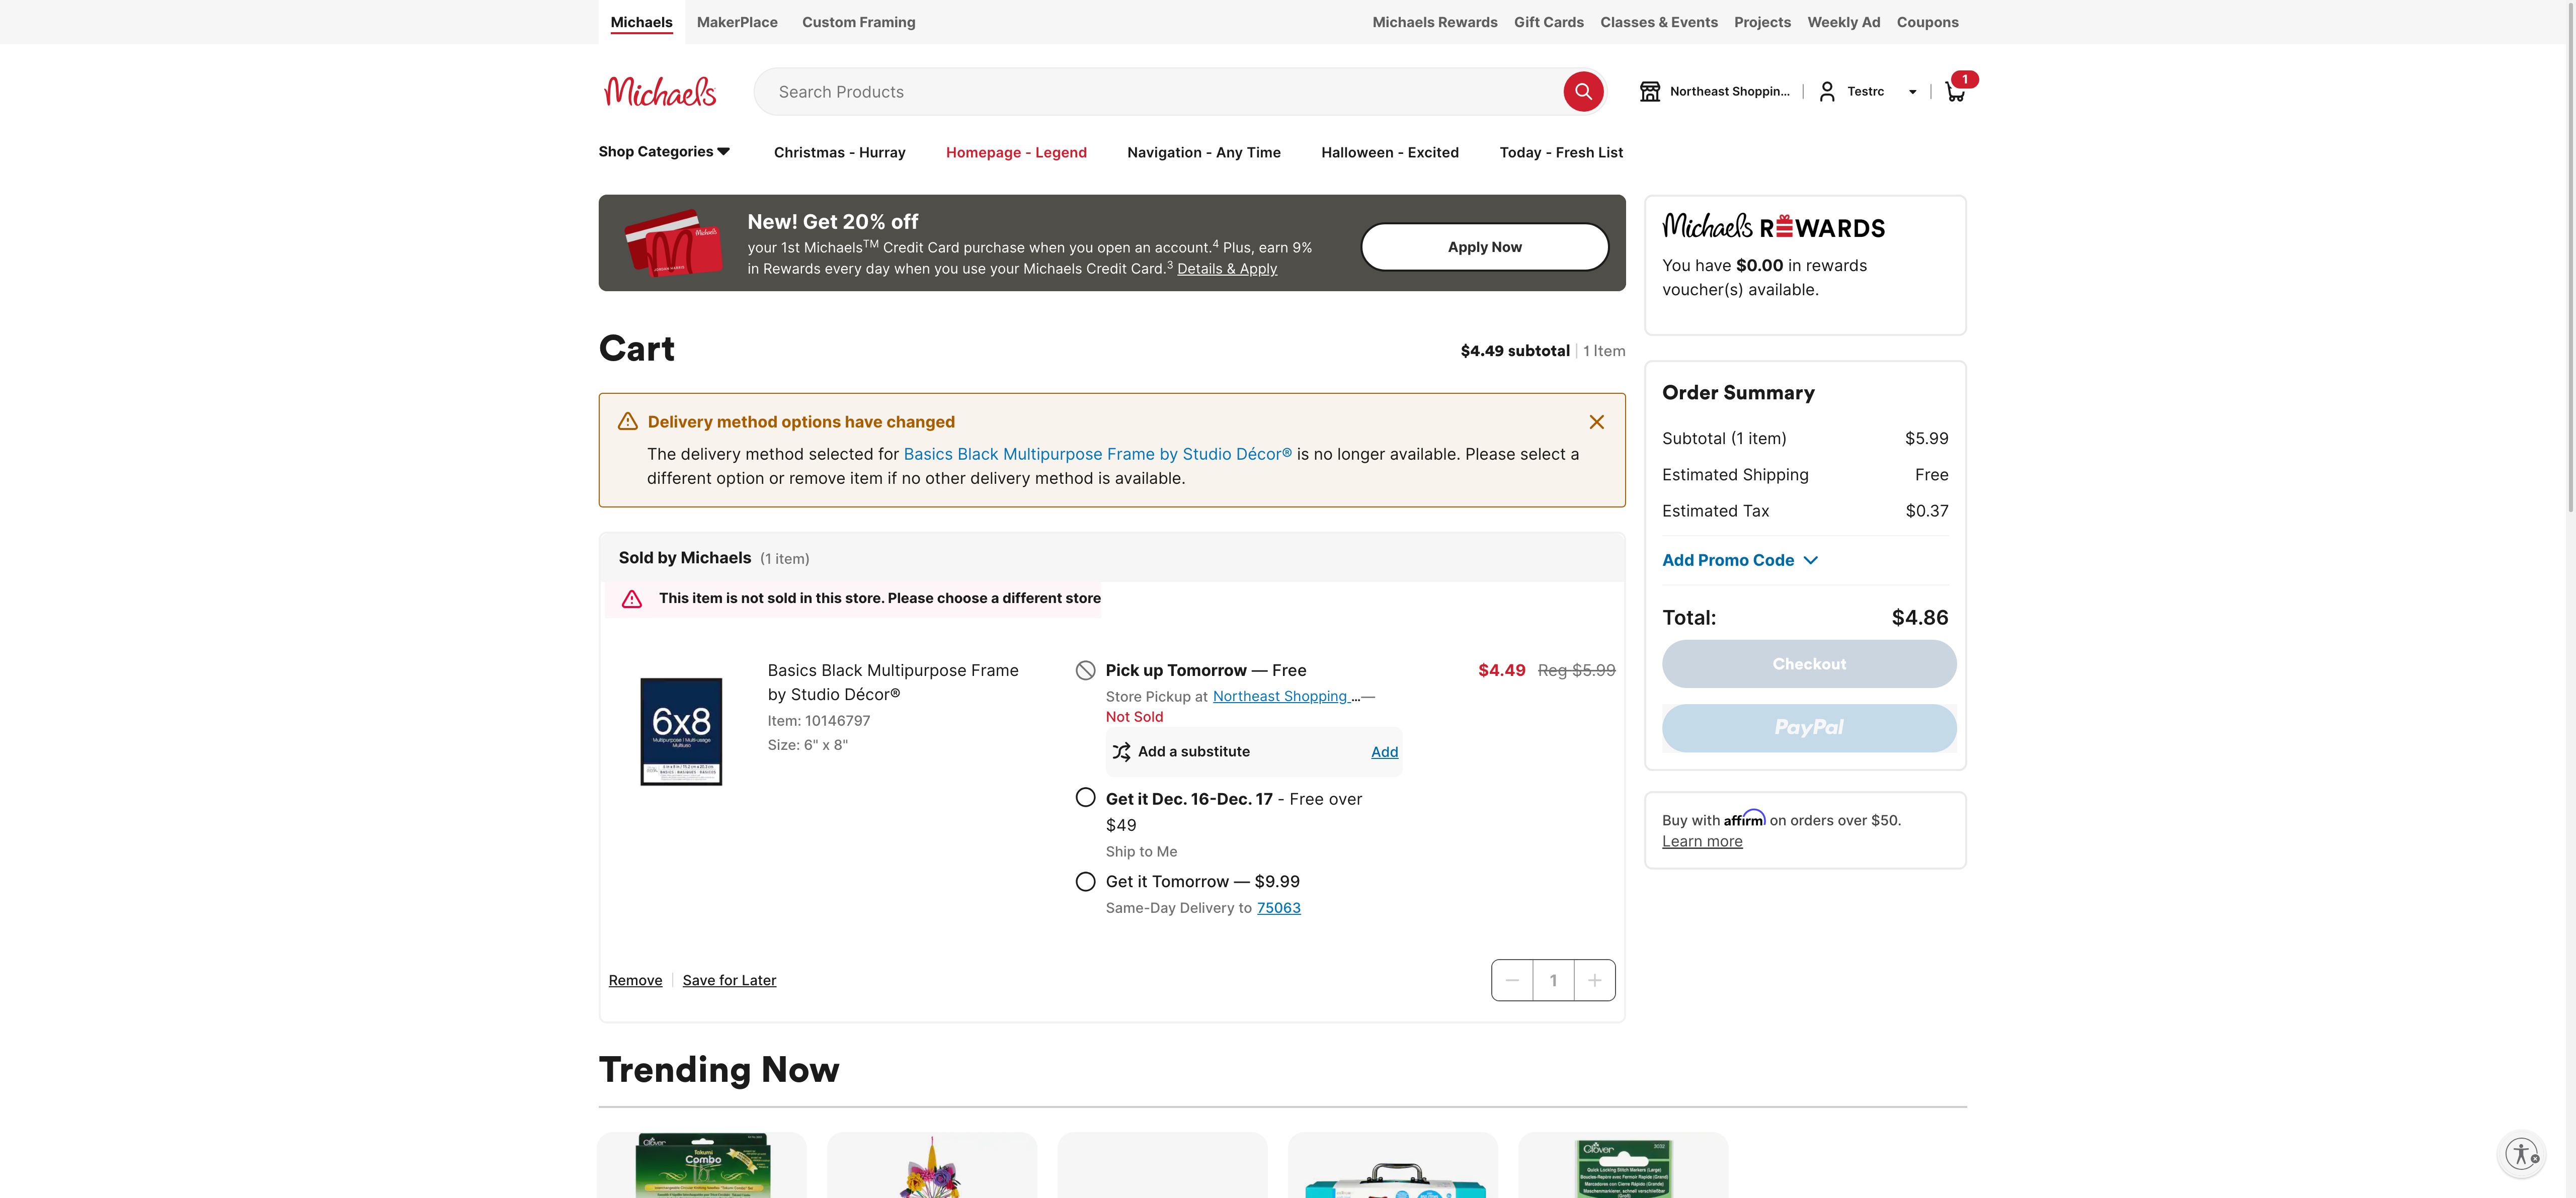 Michaels
MakerPlace
Custom Framing
Michaels Rewards
Gift Cards
Classes & Events
Projects
Weekly Ad
Coupons
Michaels
Search Products
Northeast Shoppin...
Testrc
1
Shop Categories
Christmas - Hurray
Homepage - Legend
Navigation - Any Time
Halloween - Excited
Today - Fresh List
Michaels
New! Get 20% off
your 1st Michaels™ Credit Card purchase when you open an account.⁴ Plus, earn 9%
in Rewards every day when you use your Michaels Credit Card.³ Details & Apply
Apply Now
Michaels REWARDS
You have $0.00 in rewards
voucher(s) available.
Cart
$4.49 subtotal
1 Item
Delivery method options have changed
The delivery method selected for Basics Black Multipurpose Frame by Studio Décor® is no longer available. Please select a
different option or remove item if no other delivery method is available.
Order Summary
Subtotal (1 item) $5.99
Estimated Shipping Free
Estimated Tax $0.37
Add Promo Code
Total: $4.86
Checkout
PayPal
Buy with affirm on orders over $50.
Learn more
Sold by Michaels (1 item)
This item is not sold in this store. Please choose a different store
6x8
Basics Black Multipurpose Frame
by Studio Décor®
Item: 10146797
Size: 6" x 8"
Pick up Tomorrow — Free
Store Pickup at Northeast Shopping ...—
Not Sold
Add a substitute
Add
Get it Dec. 16-Dec. 17 - Free over
$49
Ship to Me
Get it Tomorrow — $9.99
Same-Day Delivery to 75063
$4.49 Reg $5.99
Remove
Save for Later
1
Trending Now
Clover
Takumi
Combo
Clover
3032
Quick Locking Stitch Markers (Large)